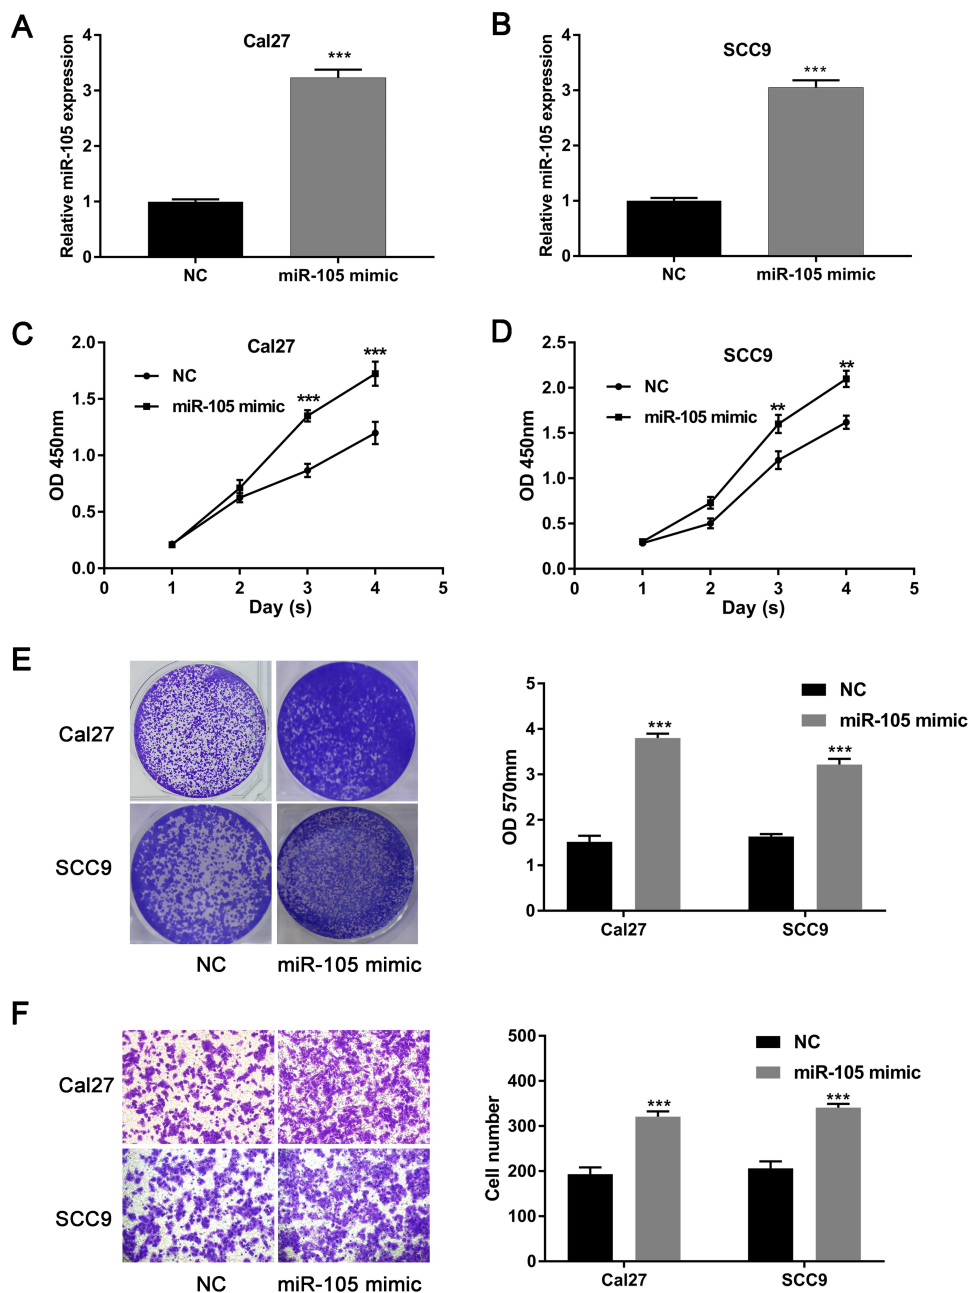 A
Cal27
Relative miR-105 expression
4
3
2
1
0
***
NC
miR-105 mimic
B
SCC9
Relative miR-105 expression
4
3
2
1
0
***
NC
miR-105 mimic
C
Cal27
OD 450nm
2.0
1.5
1.0
0.5
0.0
NC
miR-105 mimic
***
***
0 1 2 3 4 5
Day (s)
D
SCC9
OD 450nm
2.5
2.0
1.5
1.0
0.5
0.0
NC
miR-105 mimic
**
**
0 1 2 3 4 5
Day (s)
E
Cal27
SCC9
NC
miR-105 mimic
OD 570mm
5
4
3
2
1
0
NC
miR-105 mimic
***
***
Cal27
SCC9
F
Cal27
SCC9
NC
miR-105 mimic
Cell number
500
400
300
200
100
0
NC
miR-105 mimic
***
***
Cal27
SCC9